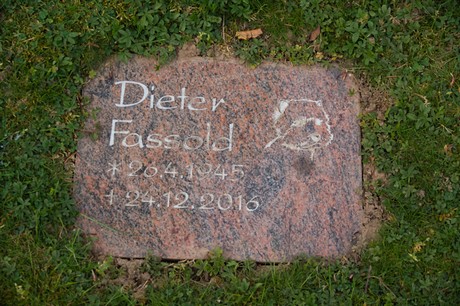 Dieter
Fassold
† 26.4.1945
† 24.12.2016